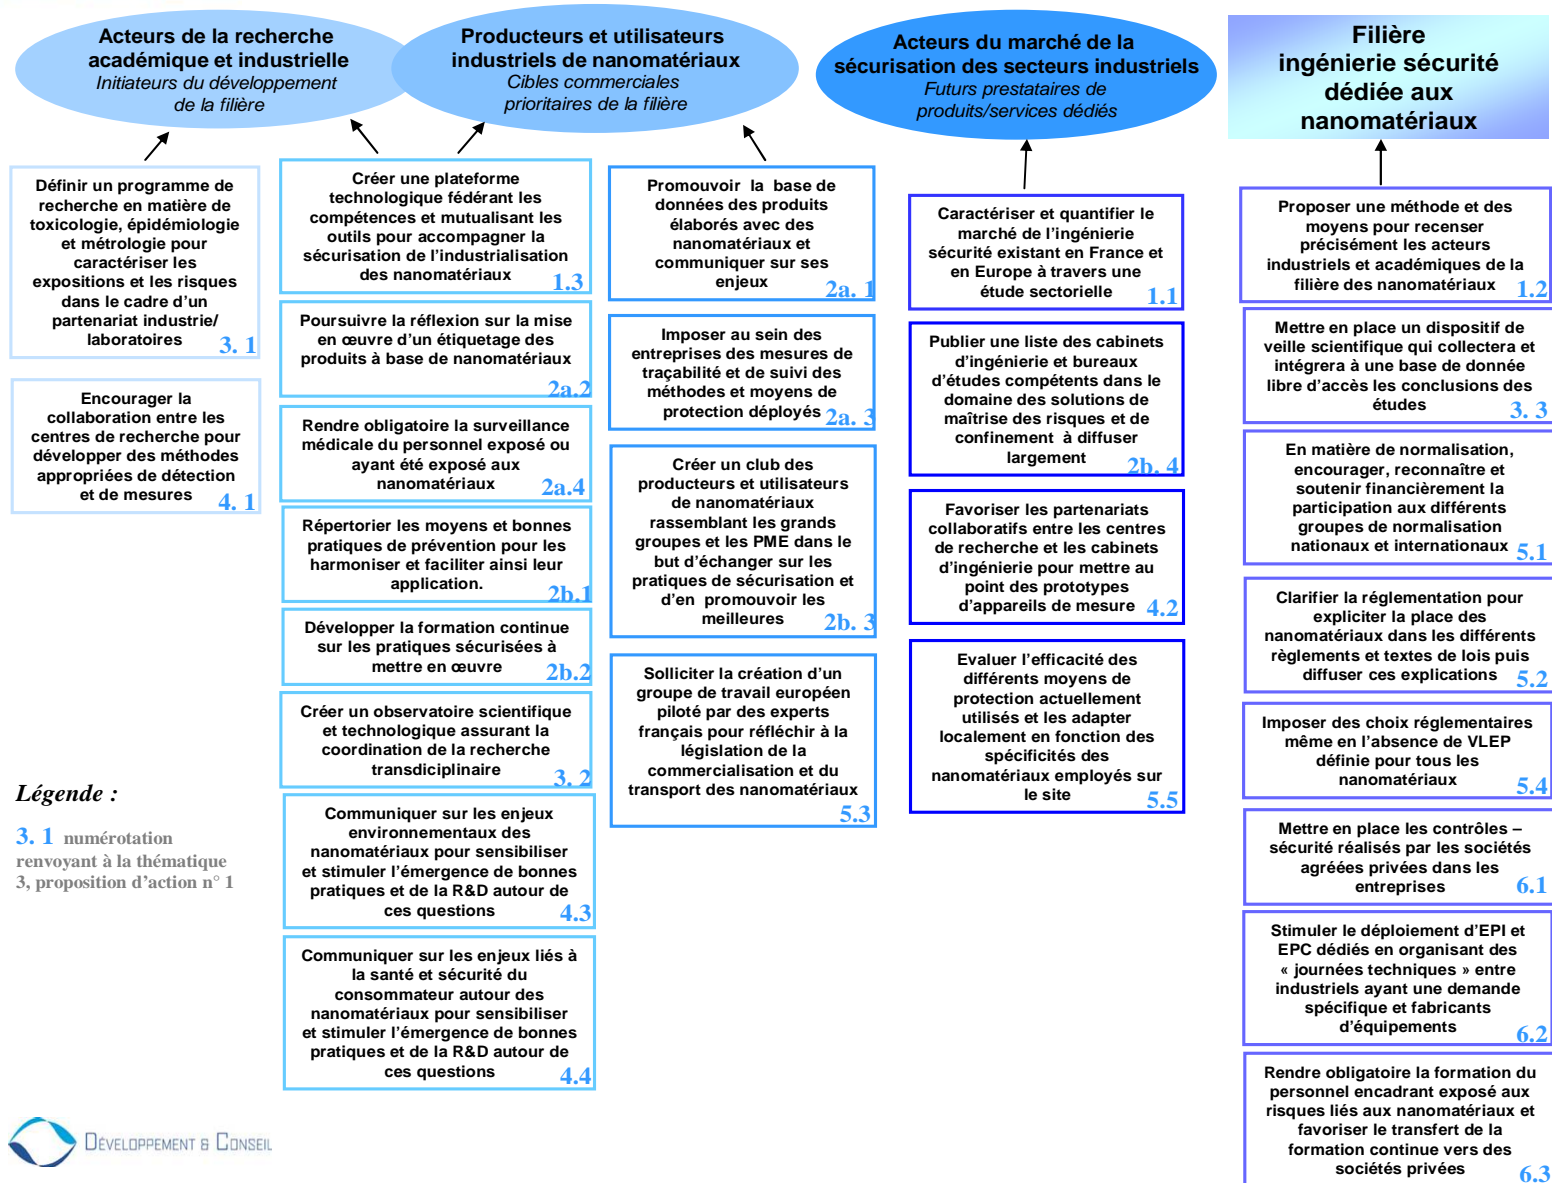 Acteurs de la recherche
académique et industrielle
Initiateurs du développement
de la filière
Producteurs et utilisateurs
industriels de nanomatériaux
Cibles commerciales
prioritaires de la filière
Acteurs du marché de la
sécurisation des secteurs industriels
Futurs prestataires de
produits/services dédiés
Filière
ingénierie sécurité
dédiée aux
nanomatériaux
Définir un programme de
recherche en matière de
toxicologie, épidémiologie
et métrologie pour
caractériser les
expositions et les risques
dans le cadre d'un
partenariat industrie/
laboratoires
3. 1
Encourager la
collaboration entre les
centres de recherche pour
développer des méthodes
appropriées de détection
et de mesures
4. 1
Créer une plateforme
technologique fédérant les
compétences et mutualisant les
outils pour accompagner la
sécurisation de l'industrialisation
des nanomatériaux
1.3
Poursuivre la réflexion sur la mise
en œuvre d'un étiquetage des
produits à base de nanomatériaux
2a.2
Rendre obligatoire la surveillance
médicale du personnel exposé ou
ayant été exposé aux
nanomatériaux
2a.4
Répertorier les moyens et bonnes
pratiques de prévention pour les
harmoniser et faciliter ainsi leur
application.
2b.1
Développer la formation continue
sur les pratiques sécurisées à
mettre en œuvre
2b.2
Créer un observatoire scientifique
et technologique assurant la
coordination de la recherche
transdiciplinaire
3. 2
Communiquer sur les enjeux
environnementaux des
nanomatériaux pour sensibiliser
et stimuler l'émergence de bonnes
pratiques et de la R&D autour de
ces questions
4.3
Communiquer sur les enjeux liés à
la santé et sécurité du
consommateur autour des
nanomatériaux pour sensibiliser
et stimuler l'émergence de bonnes
pratiques et de la R&D autour de
ces questions
4.4
Promouvoir la base de
données des produits
élaborés avec des
nanomatériaux et
communiquer sur ses
enjeux
2a. 1
Imposer au sein des
entreprises des mesures de
traçabilité et de suivi des
méthodes et moyens de
protection déployés
2a. 3
Créer un club des
producteurs et utilisateurs
de nanomatériaux
rassemblant les grands
groupes et les PME dans le
but d'échanger sur les
pratiques de sécurisation et
d'en promouvoir les
meilleures
2b. 3
Solliciter la création d'un
groupe de travail européen
piloté par des experts
français pour réfléchir à la
législation de la
commercialisation et du
transport des nanomatériaux
5.3
Caractériser et quantifier le
marché de l'ingénierie
sécurité existant en France et
en Europe à travers une
étude sectorielle
1.1
Publier une liste des cabinets
d'ingénierie et bureaux
d'études compétents dans le
domaine des solutions de
maîtrise des risques et de
confinement à diffuser
largement
2b. 4
Favoriser les partenariats
collaboratifs entre les centres
de recherche et les cabinets
d'ingénierie pour mettre au
point des prototypes
d'appareils de mesure
4.2
Evaluer l'efficacité des
différents moyens de
protection actuellement
utilisés et les adapter
localement en fonction des
spécificités des
nanomatériaux employés sur
le site
5.5
Proposer une méthode et des
moyens pour recenser
précisément les acteurs
industriels et académiques de la
filière des nanomatériaux
1.2
Mettre en place un dispositif de
veille scientifique qui collectera et
intégrera à une base de donnée
libre d'accès les conclusions des
études
3. 3
En matière de normalisation,
encourager, reconnaître et
soutenir financièrement la
participation aux différents
groupes de normalisation
nationaux et internationaux
5.1
Clarifier la réglementation pour
expliciter la place des
nanomatériaux dans les différents
règlements et textes de lois puis
diffuser ces explications
5.2
Imposer des choix réglementaires
même en l'absence de VLEP
définie pour tous les
nanomatériaux
5.4
Mettre en place les contrôles –
sécurité réalisés par les sociétés
agréées privées dans les
entreprises
6.1
Stimuler le déploiement d'EPI et
EPC dédiés en organisant des
« journées techniques » entre
industriels ayant une demande
spécifique et fabricants
d'équipements
6.2
Rendre obligatoire la formation du
personnel encadrant exposé aux
risques liés aux nanomatériaux et
favoriser le transfert de la
formation continue vers des
sociétés privées
6.3
Légende :
3. 1 numérotation
renvoyant à la thématique
3, proposition d'action n° 1
DÉVELOPPEMENT & CONSEIL